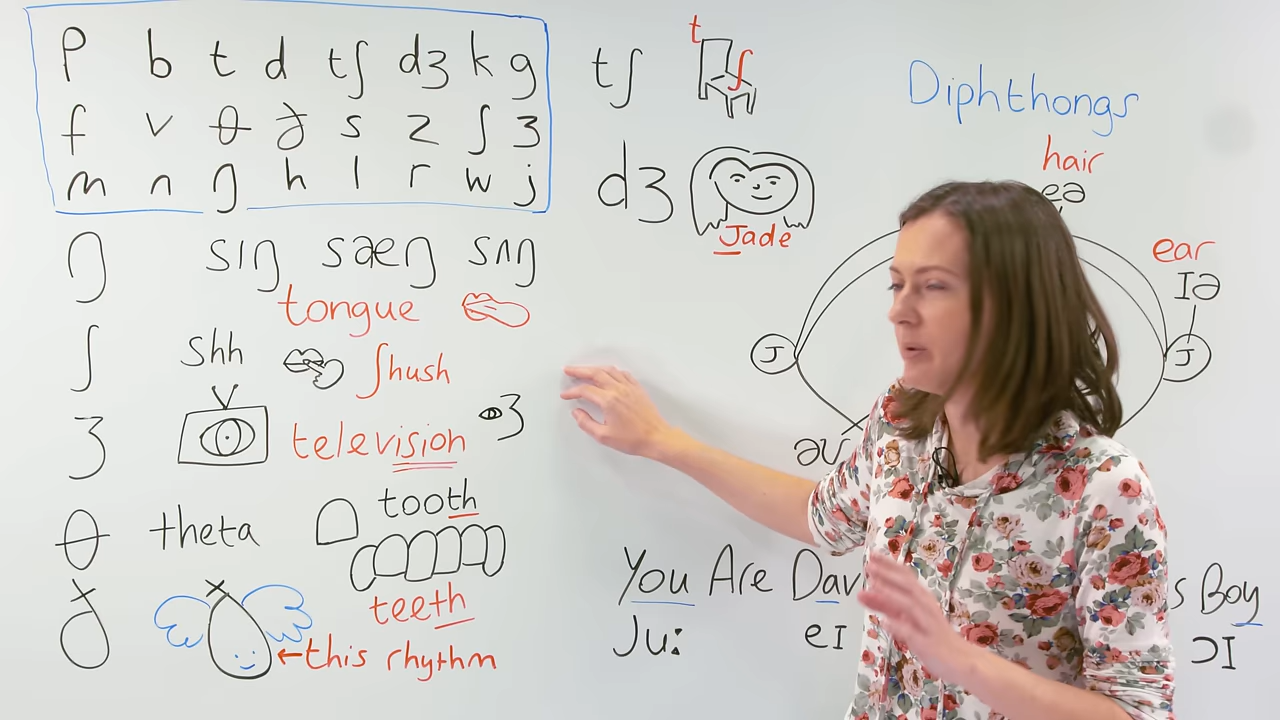 p b t d tʃ dʒ k g
f v θ ð s z ʃ ʒ
m n ŋ h l r w j
ŋ sɪŋ sæŋ sʌŋ
tongue
ʃ shh ʃhush
ʒ television ʒ
θ theta tooth
teeth
ð ←this rhythm
tʃ t ʃ
dʒ
Jade
Diphthongs
hair
eə
ear
ɪə
J J
əʊ
You Are Dav s Boy
Ju: eɪ ɔɪ